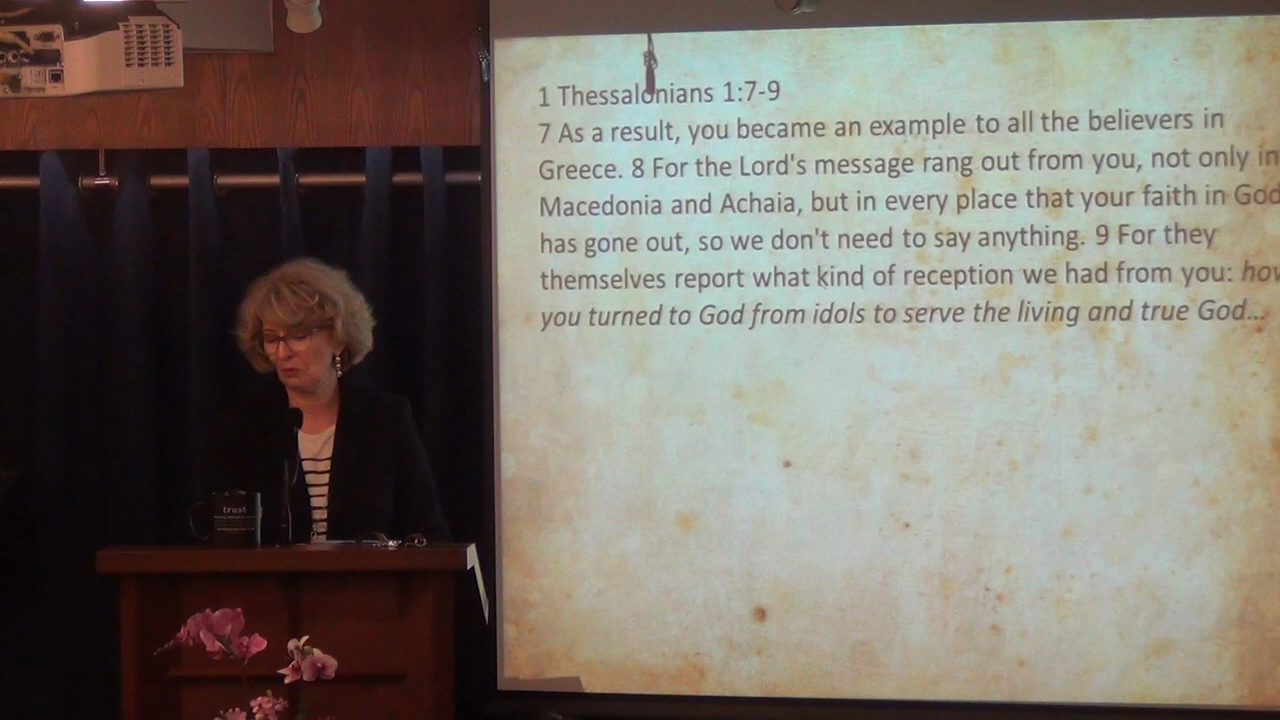 1 Thessalonians 1:7-9
7 As a result, you became an example to all the believers in
Greece. 8 For the Lord's message rang out from you, not only in
Macedonia and Achaia, but in every place that your faith in God
has gone out, so we don't need to say anything. 9 For they
themselves report what kind of reception we had from you: how
you turned to God from idols to serve the living and true God...
trust